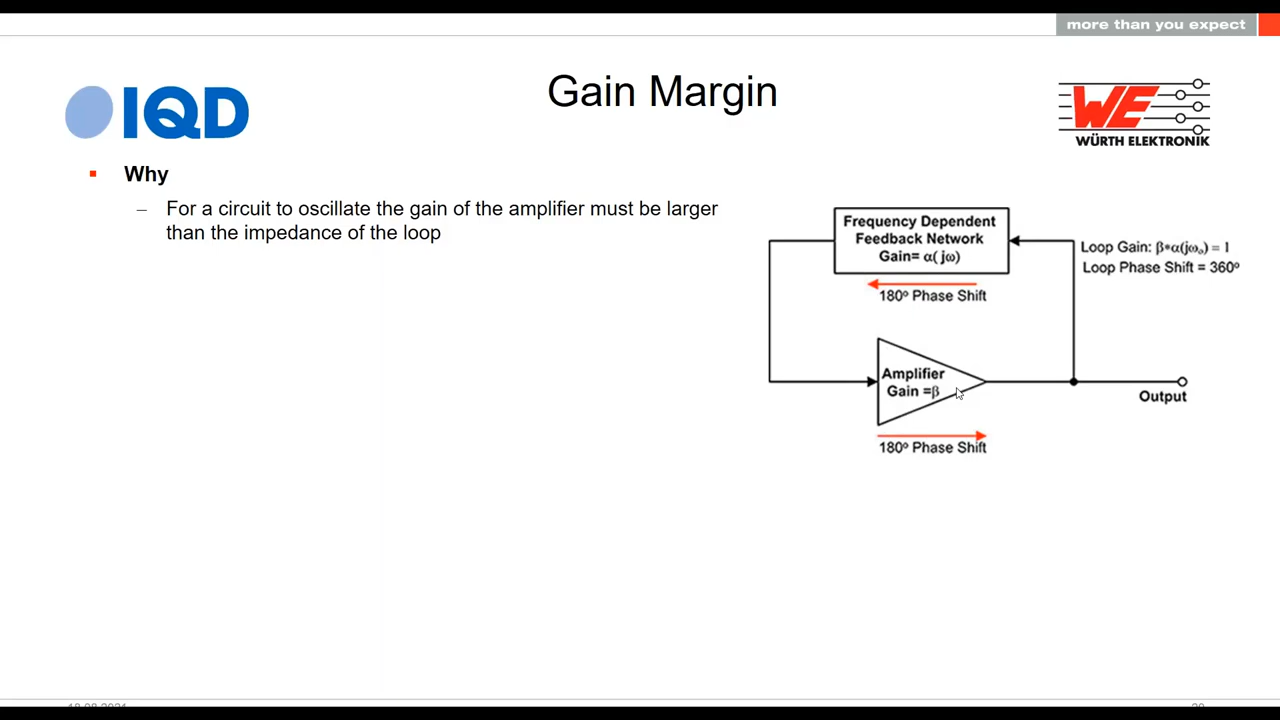 more than you expect
IQD
Gain Margin
WE
WÜRTH ELEKTRONIK
Why
– For a circuit to oscillate the gain of the amplifier must be larger
than the impedance of the loop
Frequency Dependent
Feedback Network
Gain= α( jω)
180º Phase Shift
Loop Gain: β*α(jωₒ) = 1
Loop Phase Shift = 360º
Amplifier
Gain =β
Output
180º Phase Shift